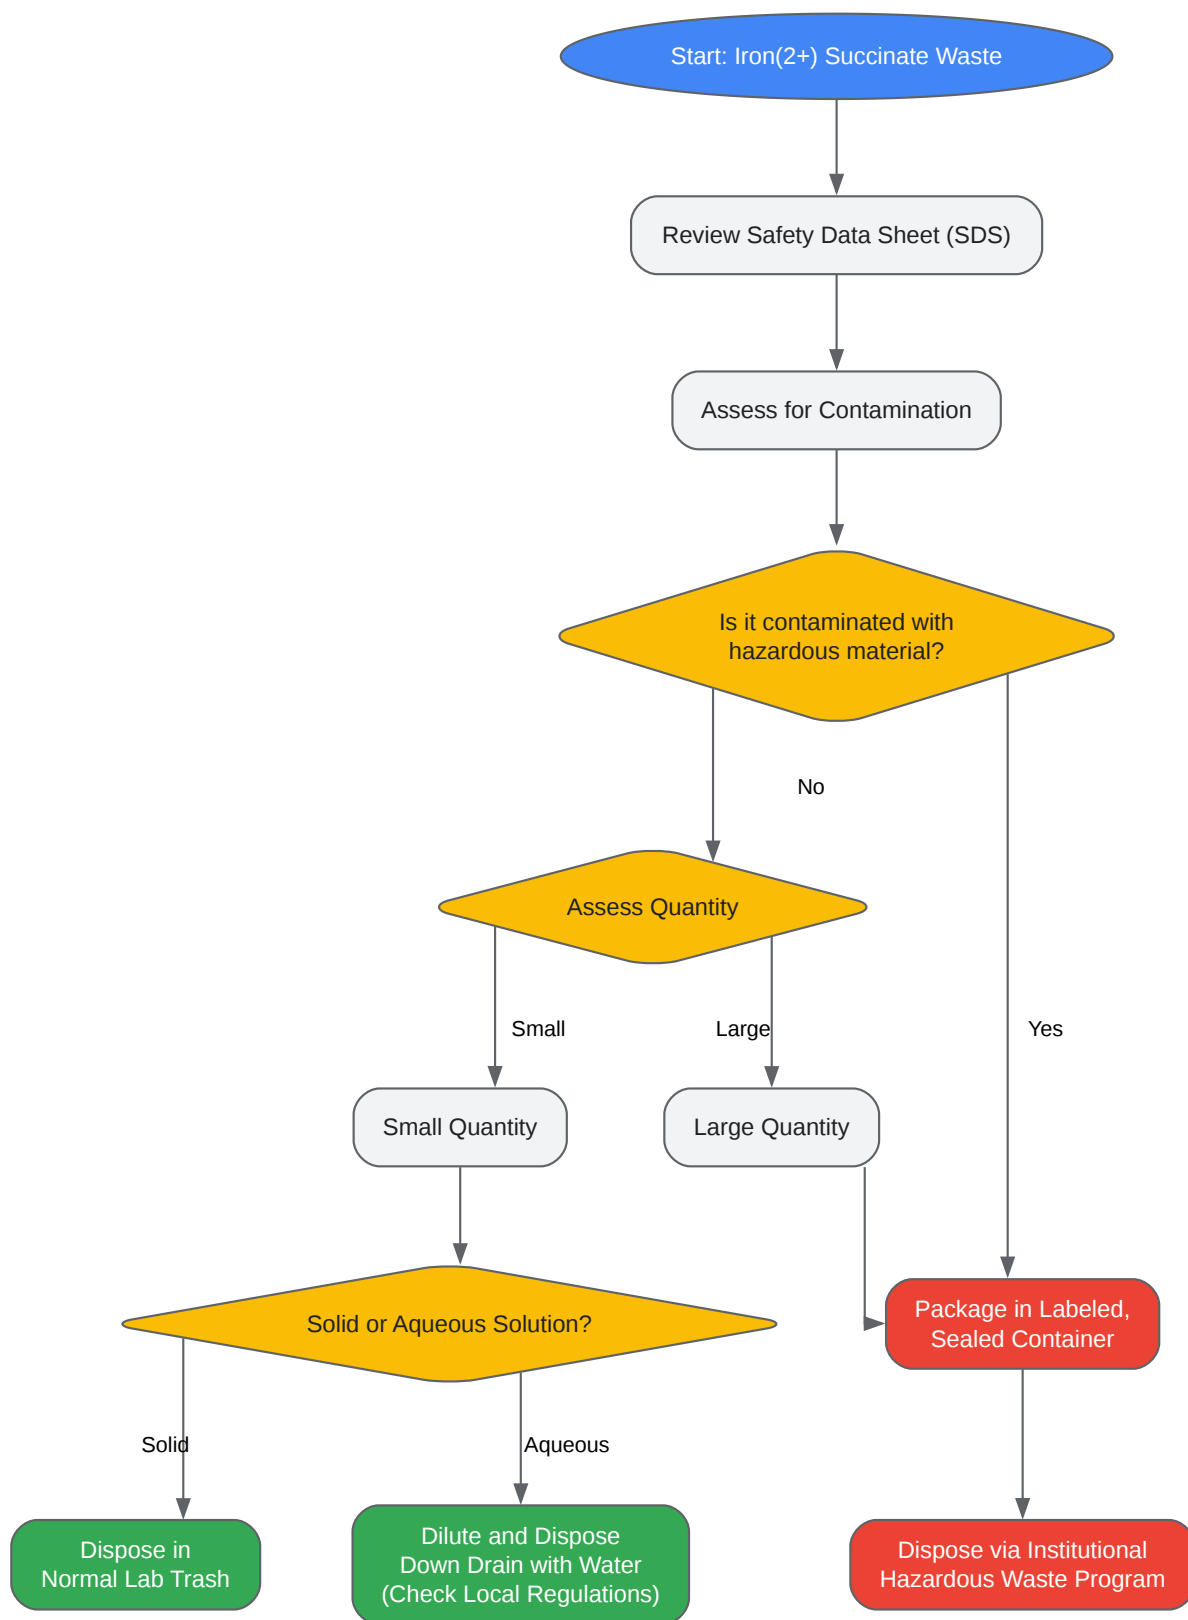 Start: Iron(2+) Succinate Waste
Review Safety Data Sheet (SDS)
Assess for Contamination
Is it contaminated with
hazardous material?
No
Assess Quantity
Small
Large
Yes
Small Quantity
Large Quantity
Solid or Aqueous Solution?
Package in Labeled,
Sealed Container
Solid
Aqueous
Dispose in
Normal Lab Trash
Dilute and Dispose
Down Drain with Water
(Check Local Regulations)
Dispose via Institutional
Hazardous Waste Program